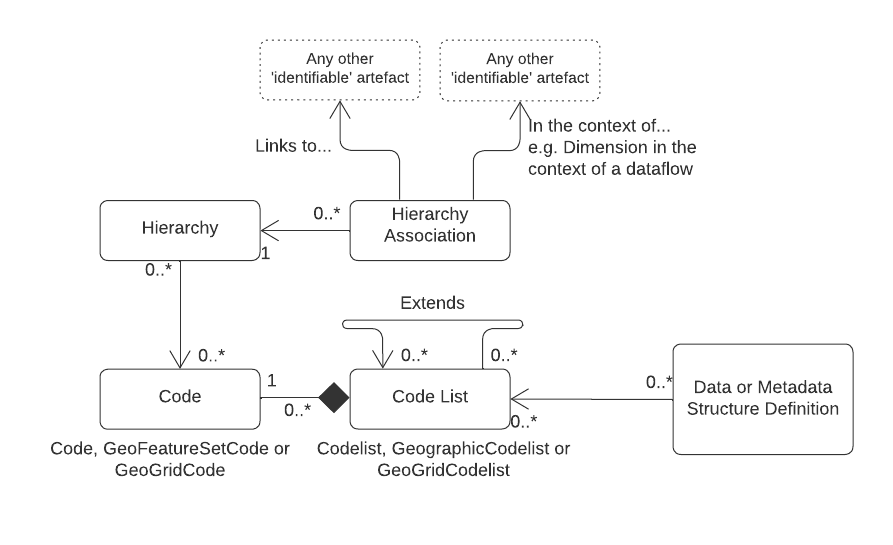 Any other
'identifiable' artefact
Any other
'identifiable' artefact
Links to...
In the context of...
e.g. Dimension in the
context of a dataflow
Hierarchy
0..*
1
Hierarchy
Association
0..*
0..*
Extends
0..*
0..*
Code
1
0..*
Code List
0..*
0..*
Data or Metadata
Structure Definition
Code, GeoFeatureSetCode or
GeoGridCode
Codelist, GeographicCodelist or
GeoGridCodelist